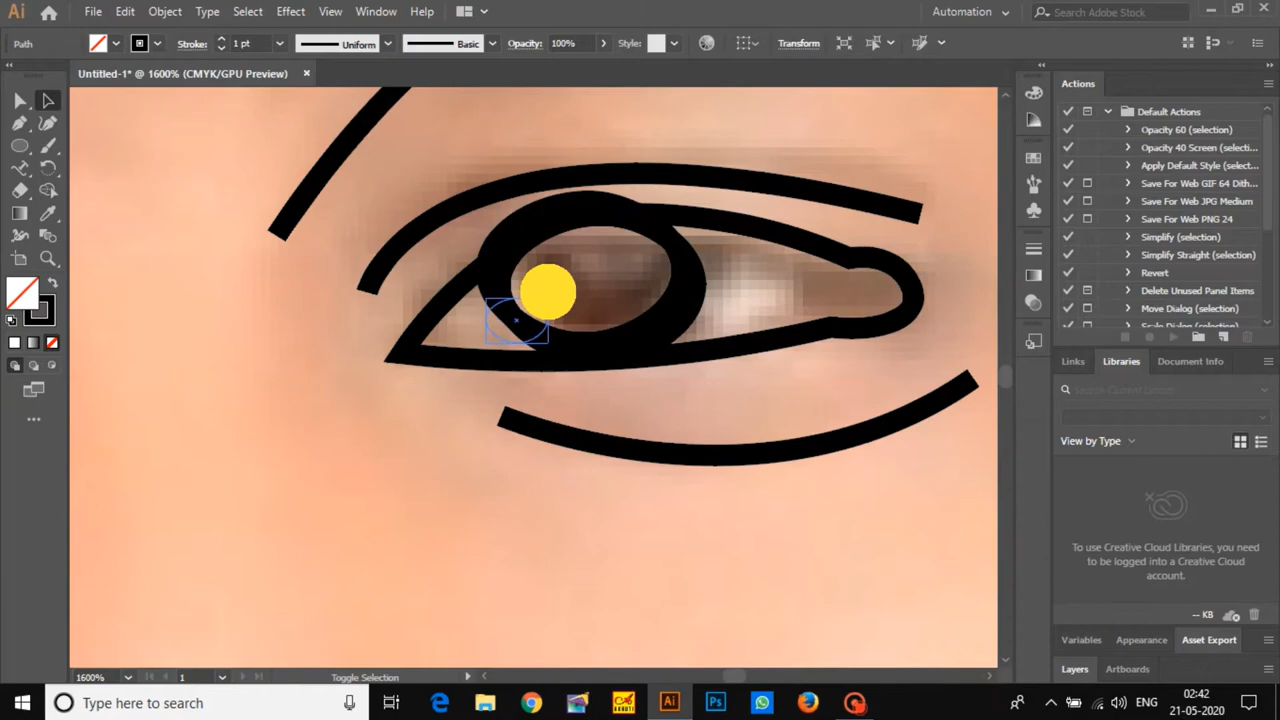 Ai File Edit Object Type Select Effect View Window Help Automation Search Adobe Stock
Path Stroke: 1 pt Uniform Basic Opacity: 100% Style: Transform
Untitled-1* @ 1600% (CMYK/GPU Preview) ×
Actions
Default Actions
Opacity 60 (selection)
Opacity 40 Screen (selectio...
Apply Default Style (select...
Save For Web GIF 64 Dith...
Save For Web JPG Medium
Save For Web PNG 24
Simplify (selection)
Simplify Straight (selection)
Revert
Delete Unused Panel Items
Move Dialog (selection)
Links Libraries Document Info
View by Type
To use Creative Cloud Libraries, you need
to be logged into a Creative Cloud
account.
-- KB
Variables Appearance Asset Export
Layers Artboards
1600% 1 Toggle Selection
Type here to search
Ai Ps
ENG
02:42
21-05-2020